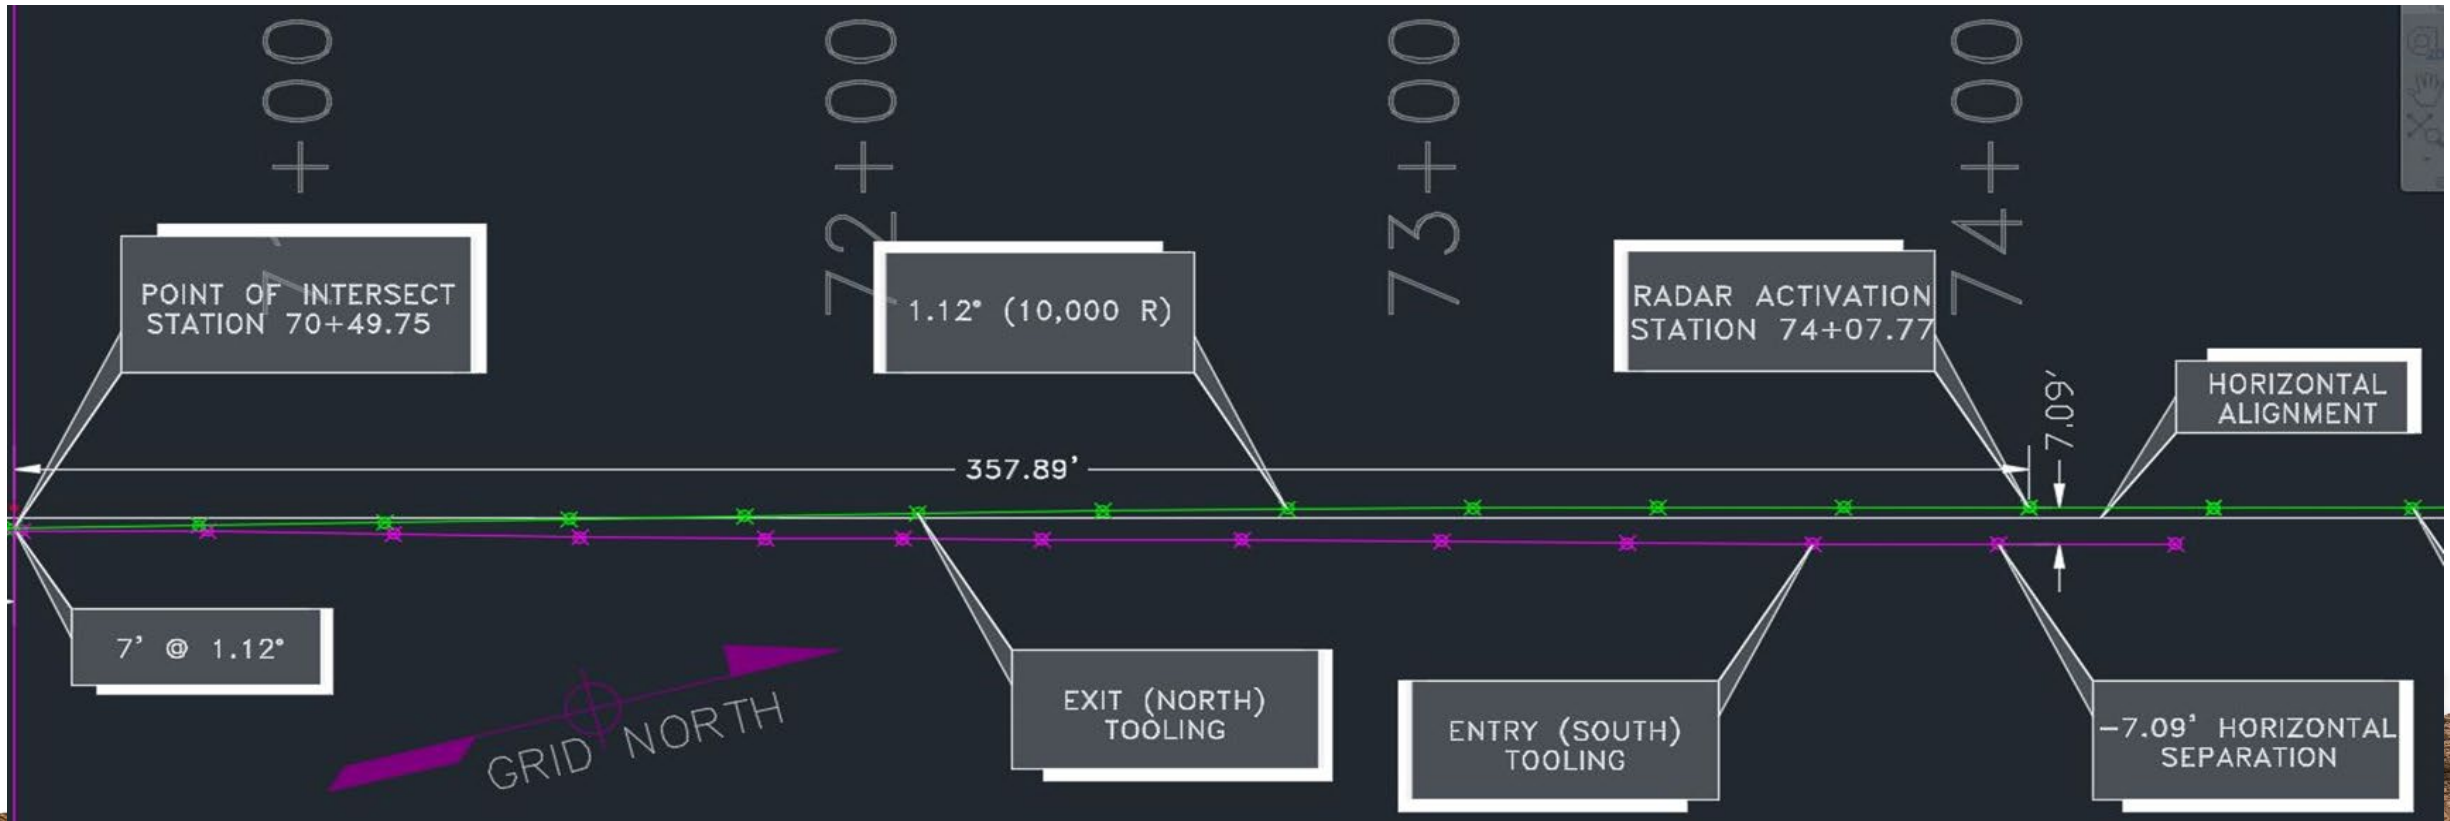 72+00
73+00
74+00
+00
POINT OF INTERSECT
STATION 70+49.75
1.12° (10,000 R)
RADAR ACTIVATION
STATION 74+07.77
HORIZONTAL
ALIGNMENT
7.09'
357.89'
7' @ 1.12°
GRID NORTH
EXIT (NORTH)
TOOLING
ENTRY (SOUTH)
TOOLING
-7.09' HORIZONTAL
SEPARATION